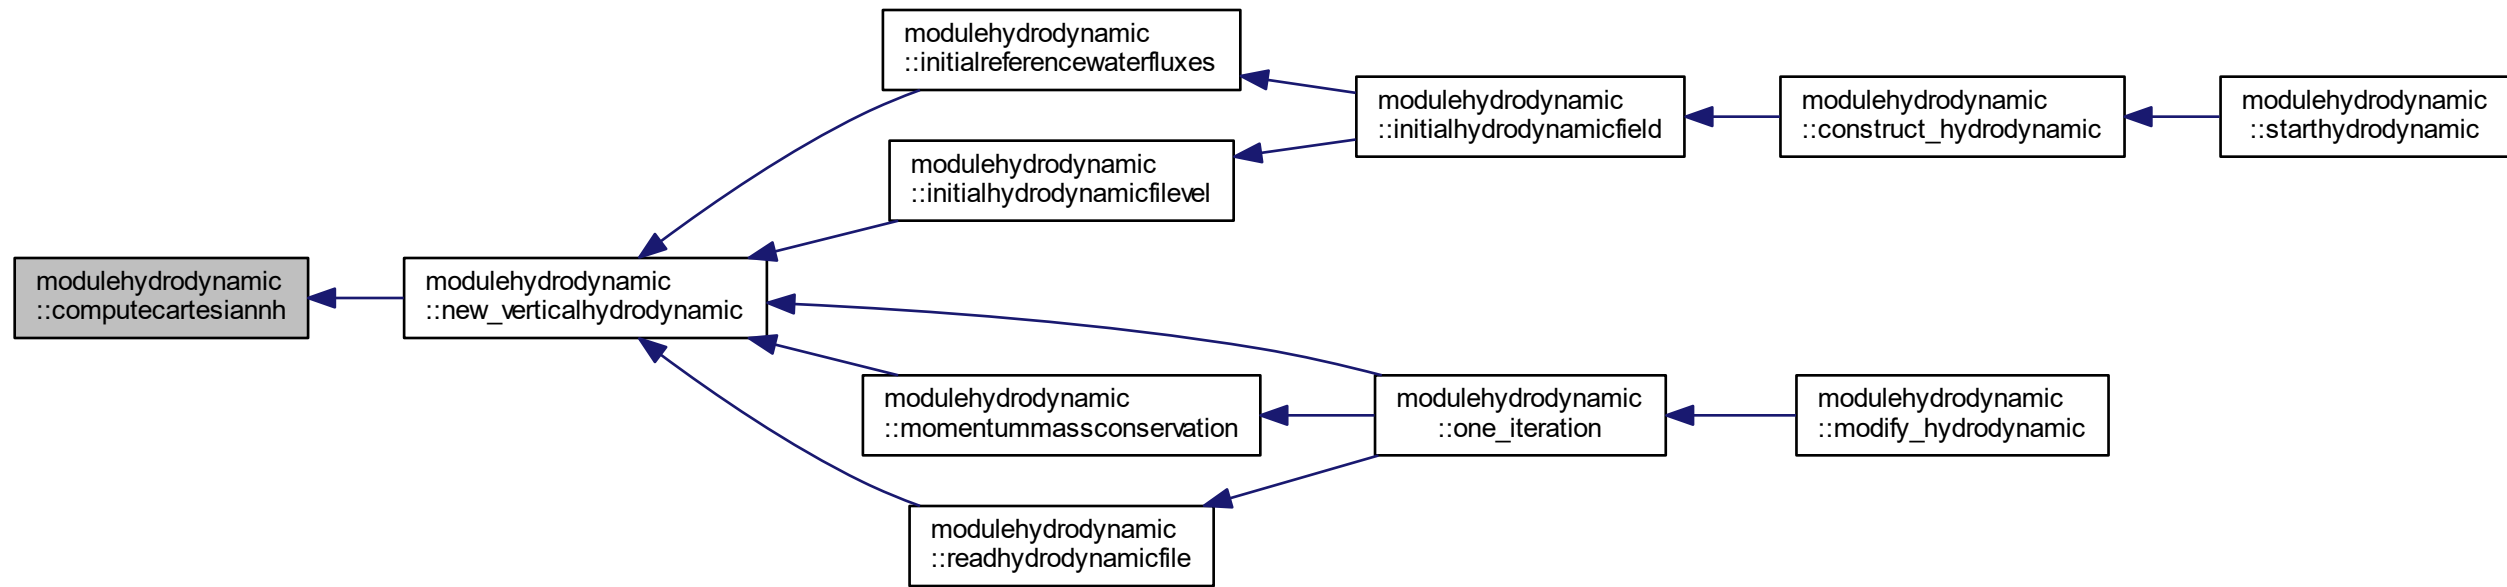 modulehydrodynamic
::initialreferencewaterfluxes
modulehydrodynamic
::initialhydrodynamicfield
modulehydrodynamic
::construct_hydrodynamic
modulehydrodynamic
::starthydrodynamic
modulehydrodynamic
::initialhydrodynamicfilevel
modulehydrodynamic
::computecartesiannh
modulehydrodynamic
::new_verticalhydrodynamic
modulehydrodynamic
::momentummassconservation
modulehydrodynamic
::one_iteration
modulehydrodynamic
::modify_hydrodynamic
modulehydrodynamic
::readhydrodynamicfile